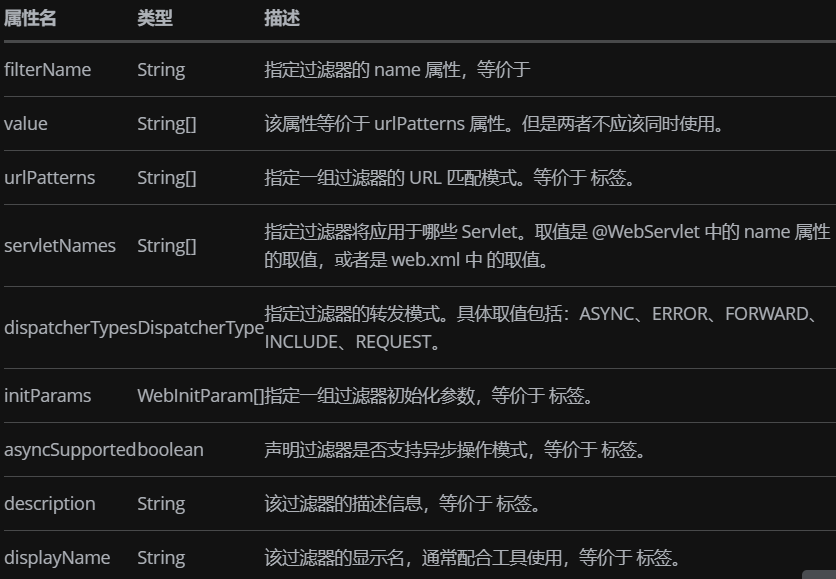 属性名 类型 描述
filterName String 指定过滤器的 name 属性，等价于
value String[] 该属性等价于 urlPatterns 属性。但是两者不应该同时使用。
urlPatterns String[] 指定一组过滤器的 URL 匹配模式。等价于 标签。
servletNames String[] 指定过滤器将应用于哪些 Servlet。取值是 @WebServlet 中的 name 属性
的取值，或者是 web.xml 中 的取值。
dispatcherTypes DispatcherType 指定过滤器的转发模式。具体取值包括：ASYNC、ERROR、FORWARD、
INCLUDE、REQUEST。
initParams WebInitParam[] 指定一组过滤器初始化参数，等价于 标签。
asyncSupported boolean 声明过滤器是否支持异步操作模式，等价于 标签。
description String 该过滤器的描述信息，等价于 标签。
displayName String 该过滤器的显示名，通常配合工具使用，等价于 标签。